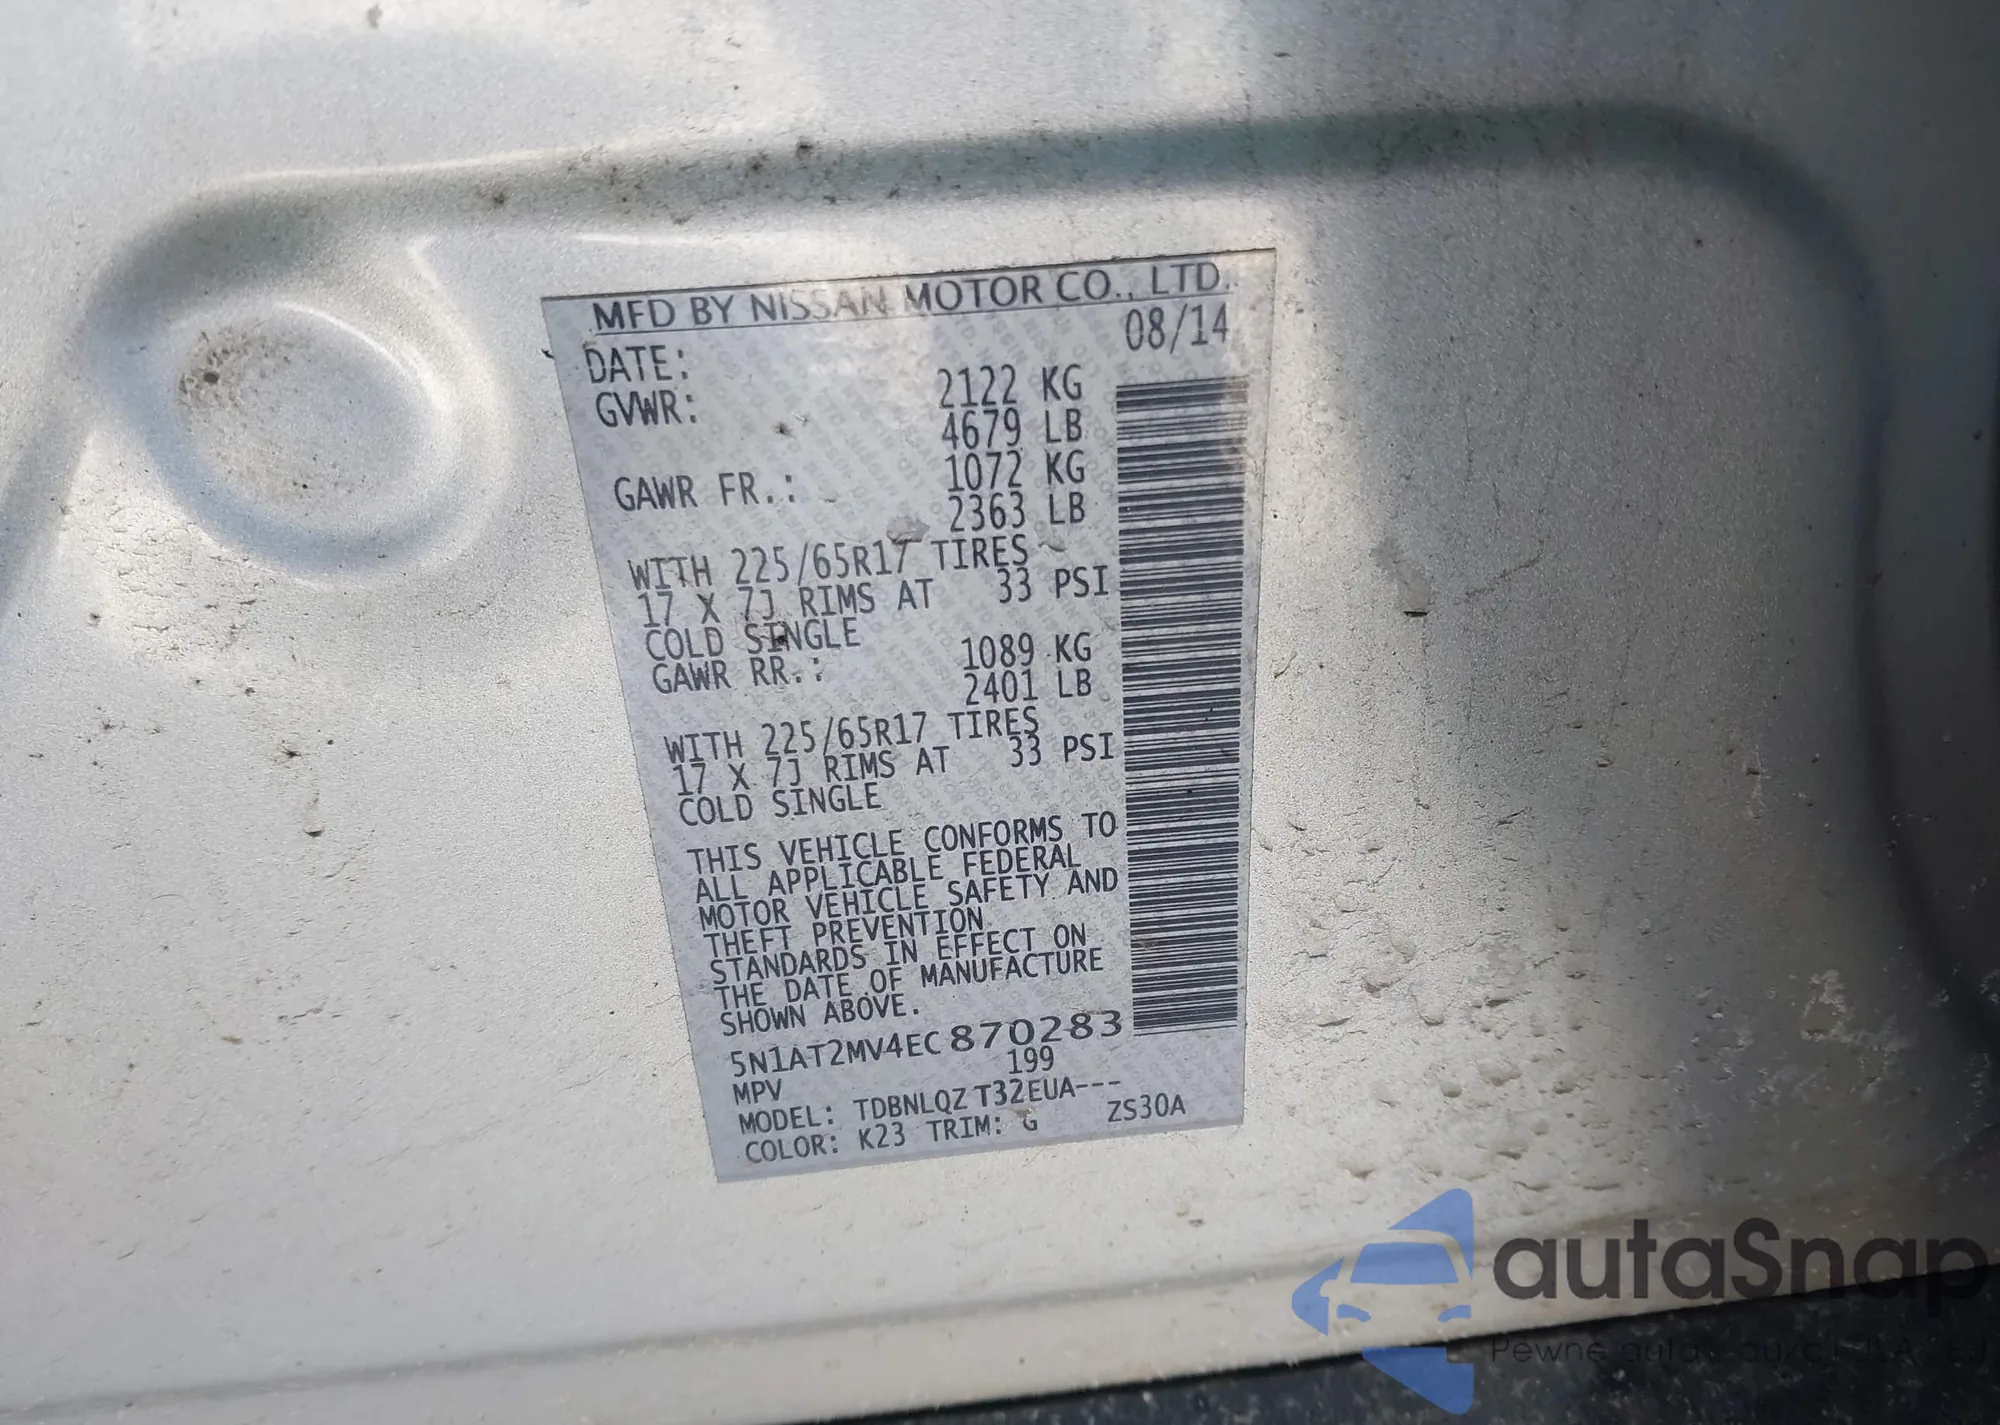 MFD BY NISSAN MOTOR CO., LTD.
DATE: 08/14
GVWR: 2122 KG
4679 LB
GAWR FR.: 1072 KG
2363 LB
WITH 225/65R17 TIRES
17 X 7J RIMS AT 33 PSI
COLD SINGLE
GAWR RR.: 1089 KG
2401 LB
WITH 225/65R17 TIRES
17 X 7J RIMS AT 33 PSI
COLD SINGLE
THIS VEHICLE CONFORMS TO
ALL APPLICABLE FEDERAL
MOTOR VEHICLE SAFETY AND
THEFT PREVENTION
STANDARDS IN EFFECT ON
THE DATE OF MANUFACTURE
SHOWN ABOVE.
5N1AT2MV4EC870283
MPV 199
MODEL: TDBNLQZ T32EUA---
COLOR: K23 TRIM: G ZS30A
autaSnap
Pewne auta z aukcji USA